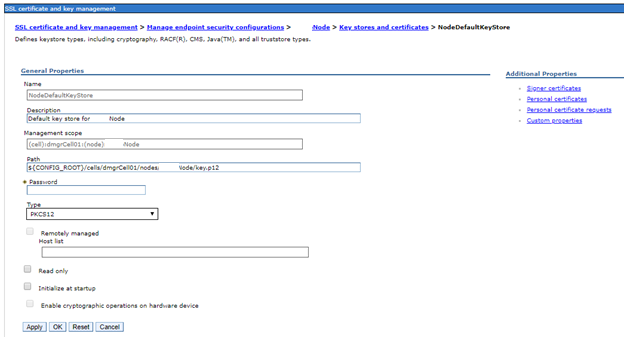 SSL certificate and key management
SSL certificate and key management > Manage endpoint security configurations > Node > Key stores and certificates > NodeDefaultKeyStore
Defines keystore types, including cryptography, RACF(R), CMS, Java(TM), and all truststore types.
General Properties
Name
NodeDefaultKeyStore
Description
Default key store for Node
Management scope
(cell):dmgrCell01:(node) Node
Path
${CONFIG_ROOT}/cells/dmgrCell01/nodes/ Node/key.p12
* Password
Type
PKCS12
Remotely managed
Host list
Read only
Initialize at startup
Enable cryptographic operations on hardware device
Apply OK Reset Cancel
Additional Properties
- Signer certificates
- Personal certificates
- Personal certificate requests
- Custom properties